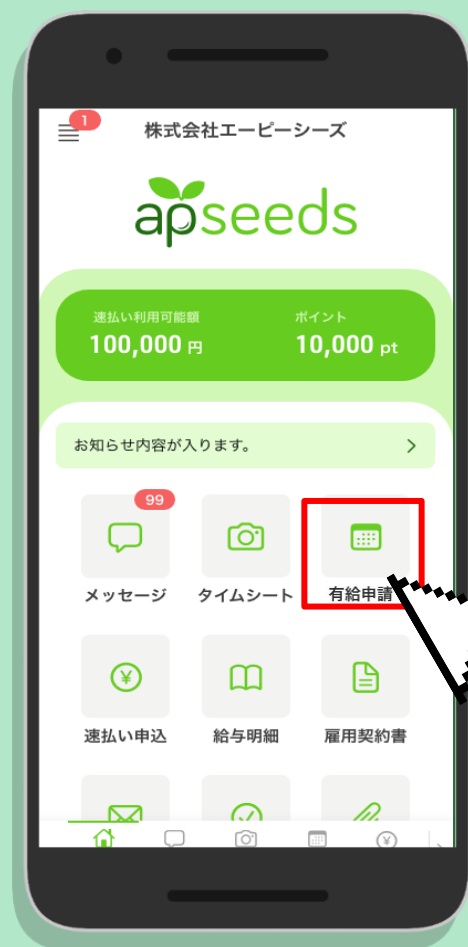 1
株式会社エーピーシーズ
apseeds
速払い利用可能額 ポイント
100,000 円 10,000 pt
お知らせ内容が入ります。
99
メッセージ タイムシート 有給申請
速払い申込 給与明細 雇用契約書